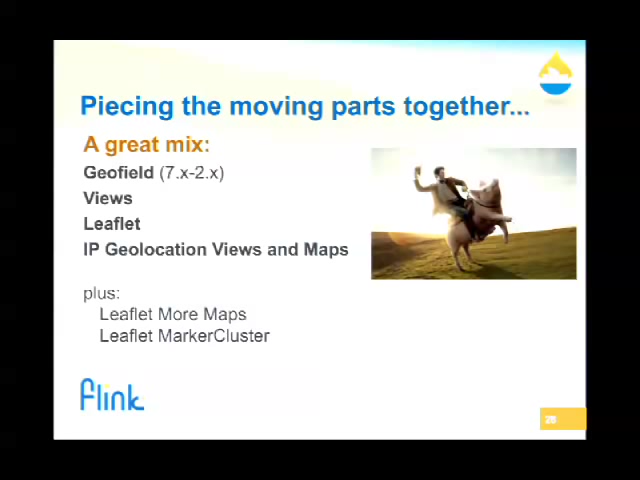 Piecing the moving parts together...
A great mix:
Geofield (7.x-2.x)
Views
Leaflet
IP Geolocation Views and Maps
plus:
Leaflet More Maps
Leaflet MarkerCluster
flink